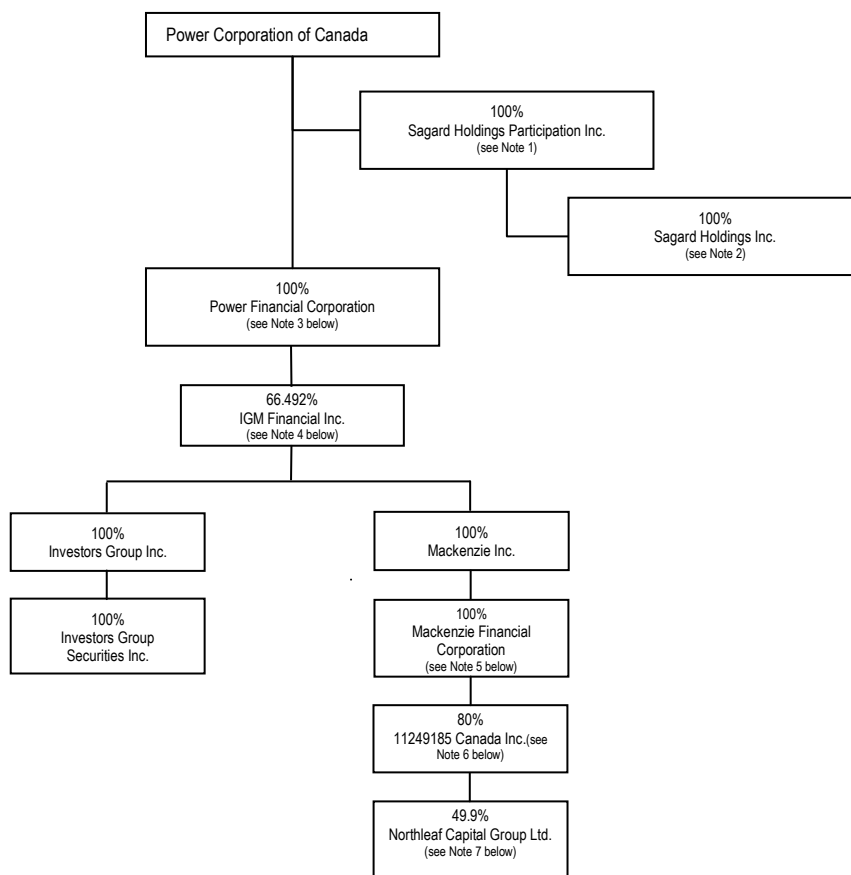 Power Corporation of Canada
100%
Sagard Holdings Participation Inc.
(see Note 1)
100%
Sagard Holdings Inc.
(see Note 2)
100%
Power Financial Corporation
(see Note 3 below)
66.492%
IGM Financial Inc.
(see Note 4 below)
100%
Investors Group Inc.
100%
Mackenzie Inc.
100%
Investors Group
Securities Inc.
100%
Mackenzie Financial
Corporation
(see Note 5 below)
80%
11249185 Canada Inc.(see
Note 6 below)
49.9%
Northleaf Capital Group Ltd.
(see Note 7 below)